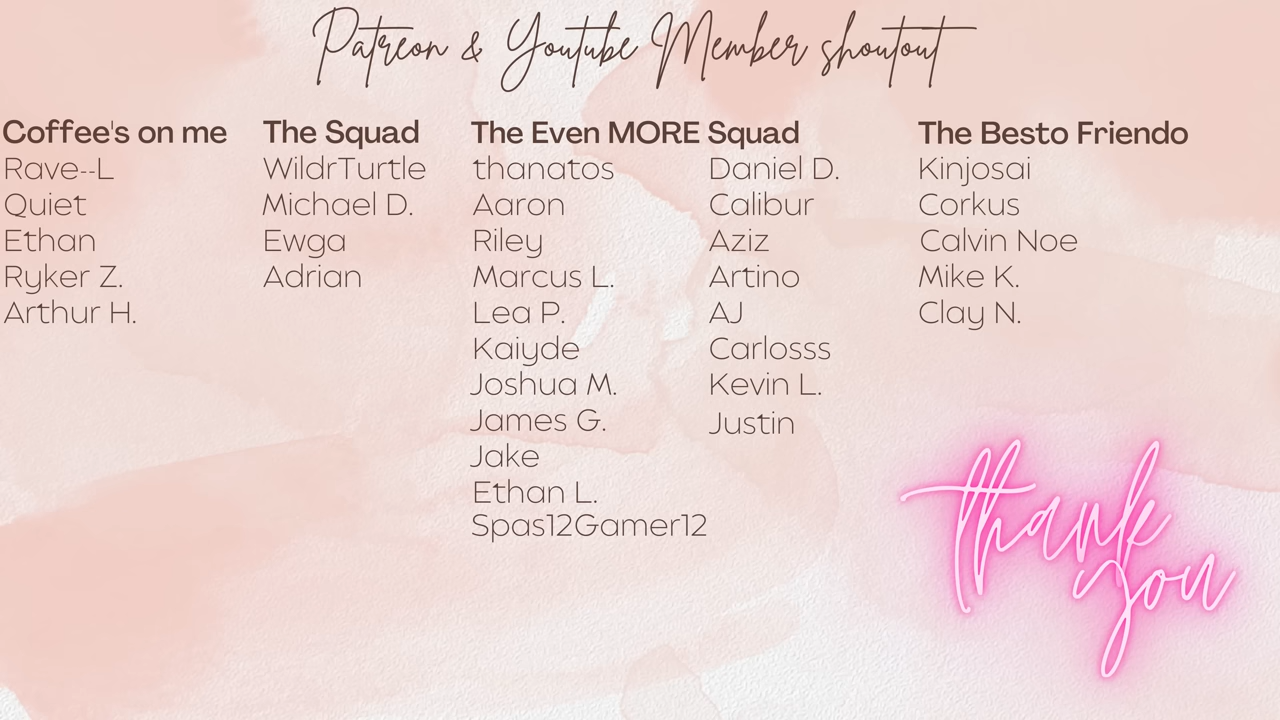 Patreon & Youtube Member shoutout
Coffee's on me
Rave--L
Quiet
Ethan
Ryker Z.
Arthur H.
The Squad
WildrTurtle
Michael D.
Ewga
Adrian
The Even MORE Squad
thanatos
Aaron
Riley
Marcus L.
Lea P.
Kaiyde
Joshua M.
James G.
Jake
Ethan L.
Spas12Gamer12
Daniel D.
Calibur
Aziz
Artino
AJ
Carlosss
Kevin L.
Justin
The Besto Friendo
Kinjosai
Corkus
Calvin Noe
Mike K.
Clay N.
thank
you